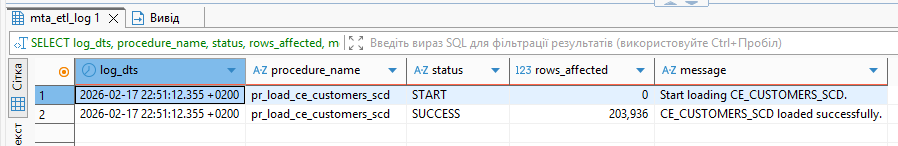 mta_etl_log 1 Вивід
SELECT log_dts, procedure_name, status, rows_affected, m Введіть вираз SQL для фільтрації результатів (використовуйте Ctrl+Пробіл)
Сітка
log_dts A-Z procedure_name A-Z status 123 rows_affected A-Z message
1 2026-02-17 22:51:12.355 +0200 pr_load_ce_customers_scd START 0 Start loading CE_CUSTOMERS_SCD.
2 2026-02-17 22:51:12.355 +0200 pr_load_ce_customers_scd SUCCESS 203,936 CE_CUSTOMERS_SCD loaded successfully.
екст